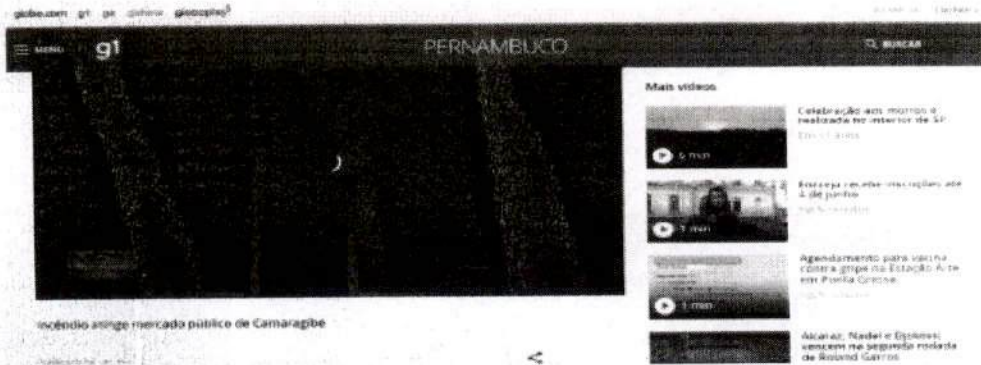 globo.com g1 ge gshow globoplay
MENU g1 PERNAMBUCO BUSCAR
Mais vídeos
Celebração aos mortos é
realizada no interior de SP
6 min
Encceja recebe inscrições até
4 de junho
1 min
Agendamento para vacina
contra gripe na Estação Arte
em Ponta Grossa
1 min
Alcaraz, Nadal e Djokovic
vencem na segunda rodada
de Roland Garros
Incêndio atinge mercado público de Camaragibe